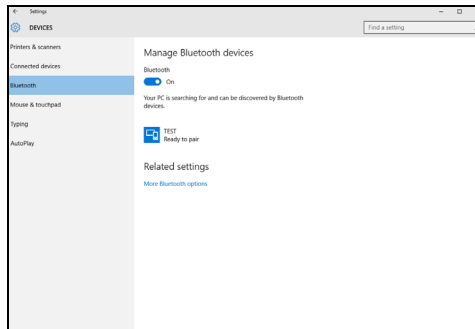 Settings
DEVICES
Find a setting
Printers & scanners
Connected devices
Bluetooth
Mouse & touchpad
Typing
AutoPlay
Manage Bluetooth devices
Bluetooth
On
Your PC is searching for and can be discovered by Bluetooth
devices.
TEST
Ready to pair
Related settings
More Bluetooth options